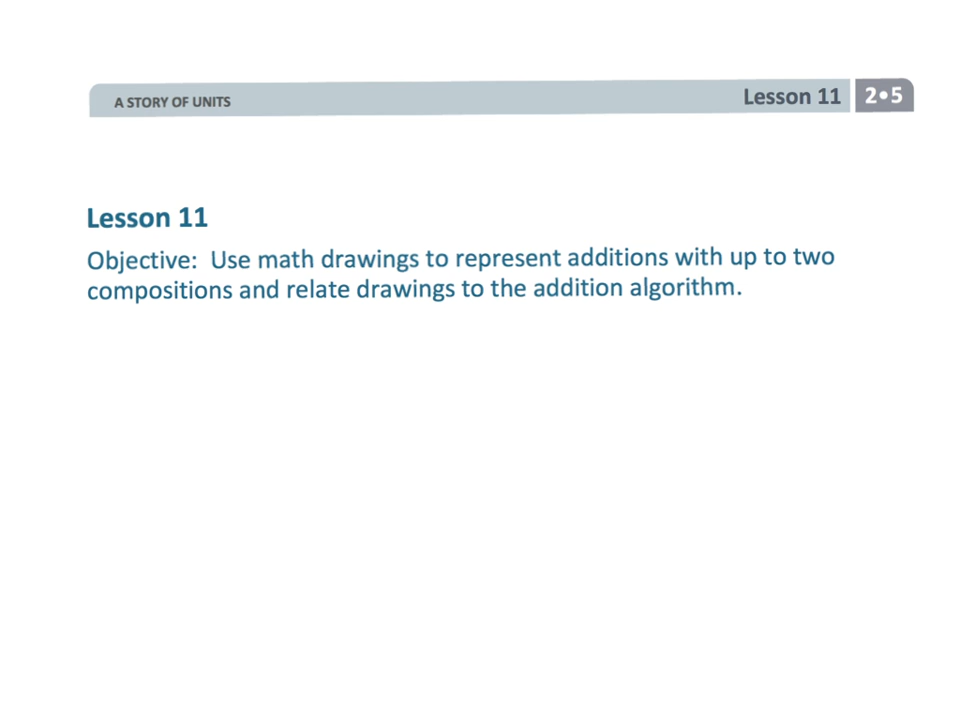 A STORY OF UNITS
Lesson 11 2•5
Lesson 11
Objective: Use math drawings to represent additions with up to two
compositions and relate drawings to the addition algorithm.